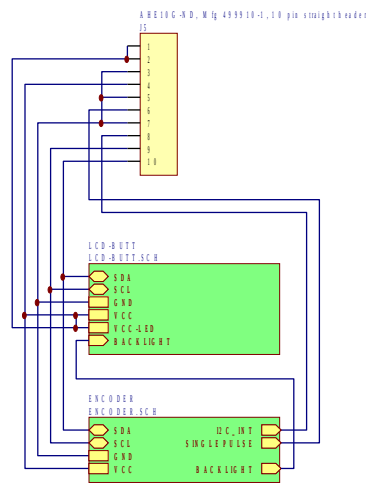 AHE10G-ND, Mfg 499910-1, 10 pin straight header
J5
1
2
3
4
5
6
7
8
9
10
LCD-BUTT
LCD-BUTT.SCH
SDA
SCL
GND
VCC
VCC-LED
BACKLIGHT
ENCODER
ENCODER.SCH
SDA I2C_INT
SCL SINGLEPULSE
GND
VCC BACKLIGHT